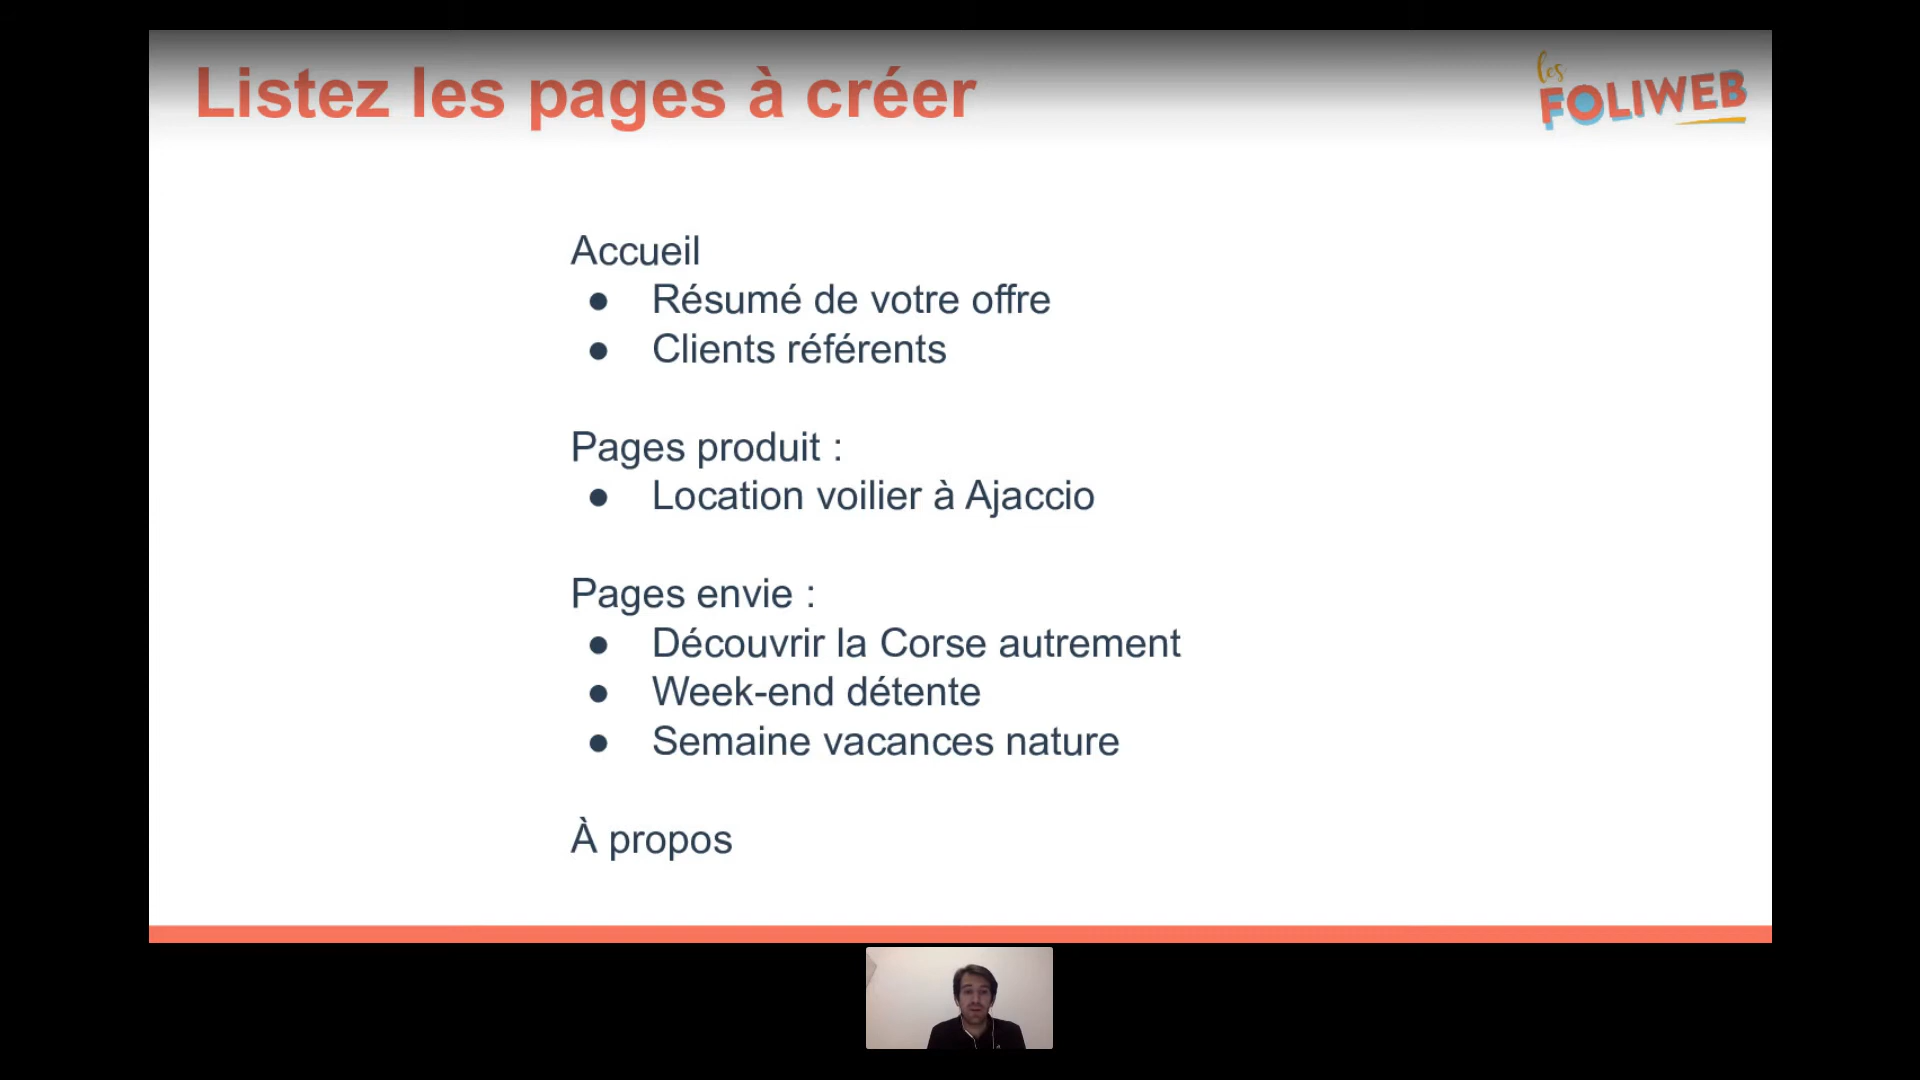 Listez les pages à créer
les
FOLIWEB
Accueil
● Résumé de votre offre
● Clients référents
Pages produit :
● Location voilier à Ajaccio
Pages envie :
● Découvrir la Corse autrement
● Week-end détente
● Semaine vacances nature
À propos